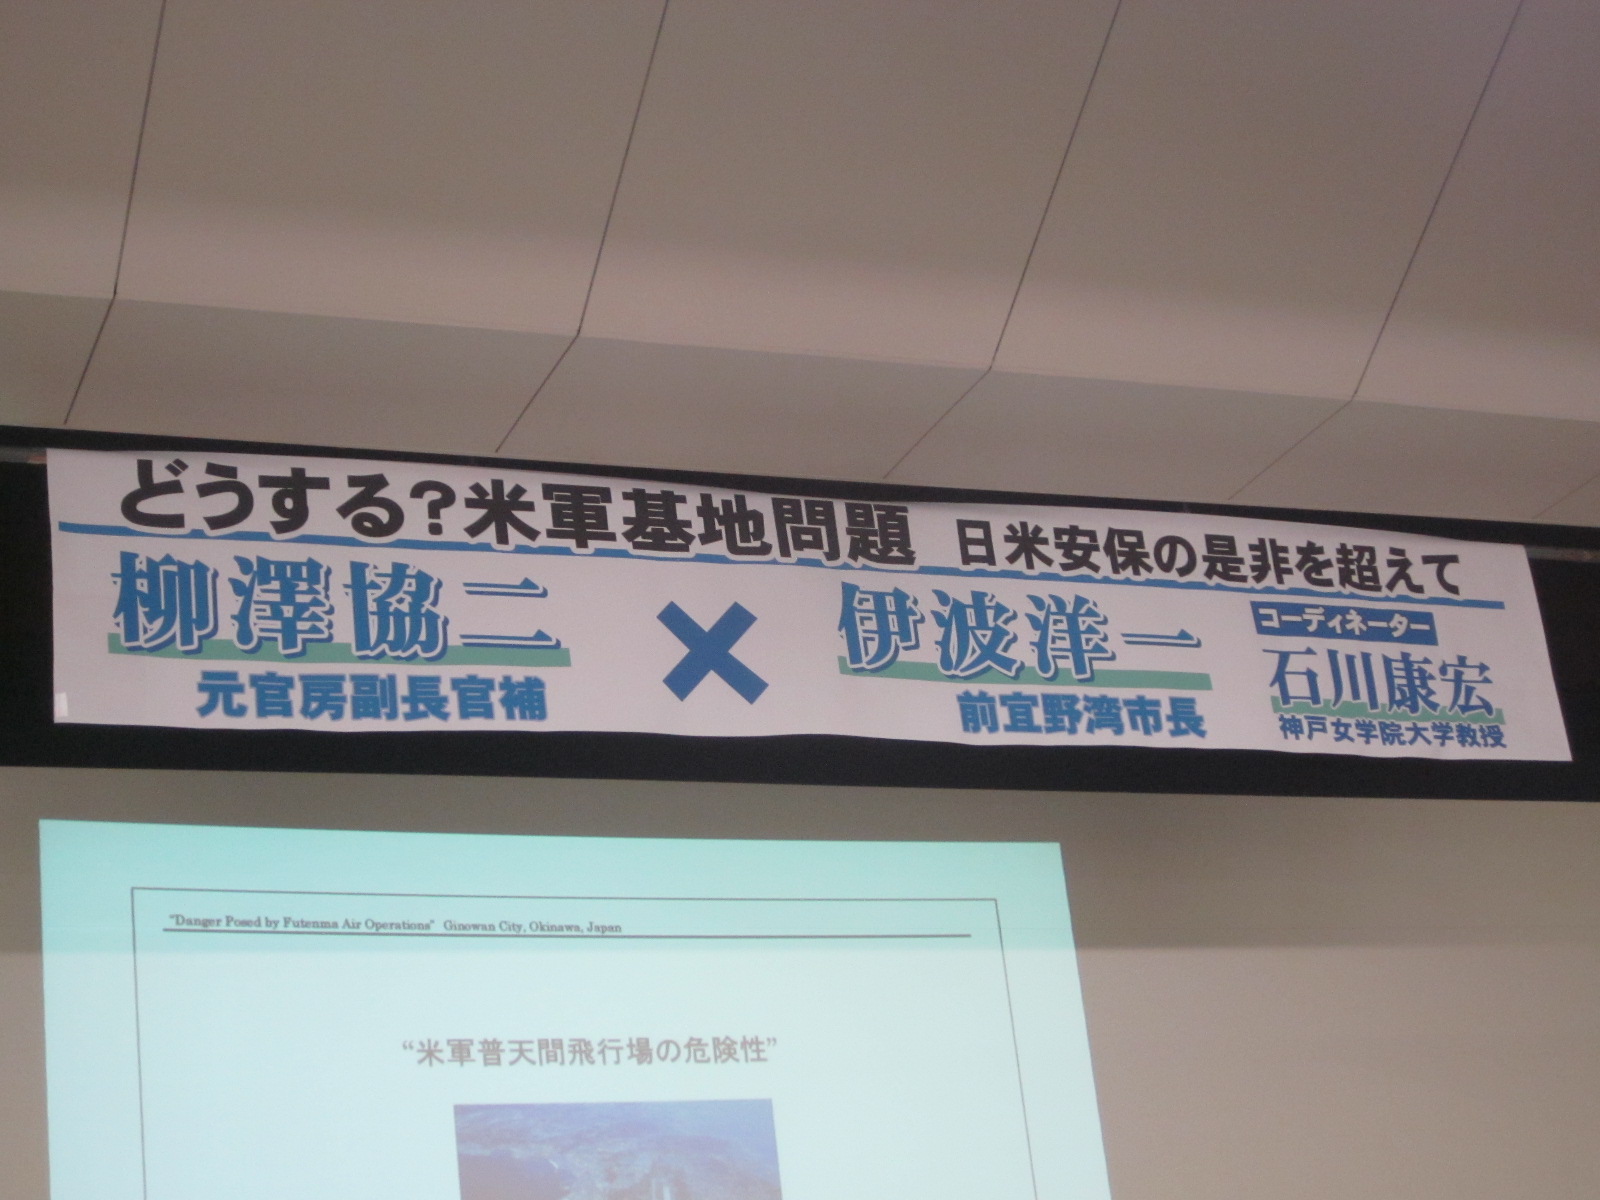 どうする?米軍基地問題 日米安保の是非を超えて
柳澤協二 × 伊波洋一
元官房副長官補
前宜野湾市長
コーディネーター
石川康宏
神戸女学院大学教授
"Danger Posed by Futenma Air Operations" Ginowan City, Okinawa, Japan
“米軍普天間飛行場の危険性”